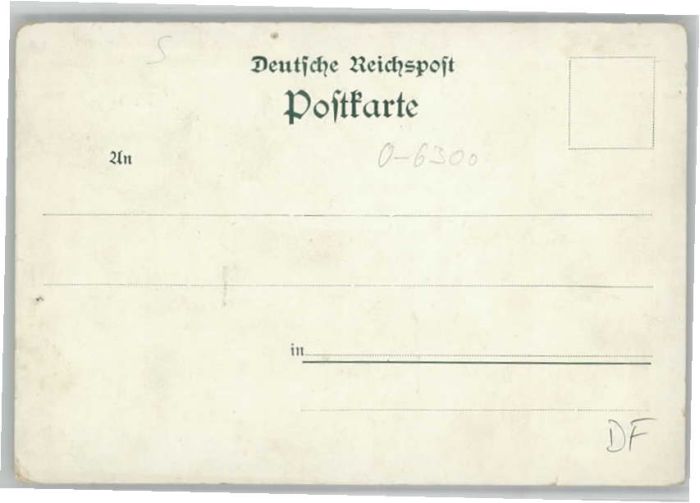 S
Deutsche Reichspost
Postkarte
An
O-6300
in
DF